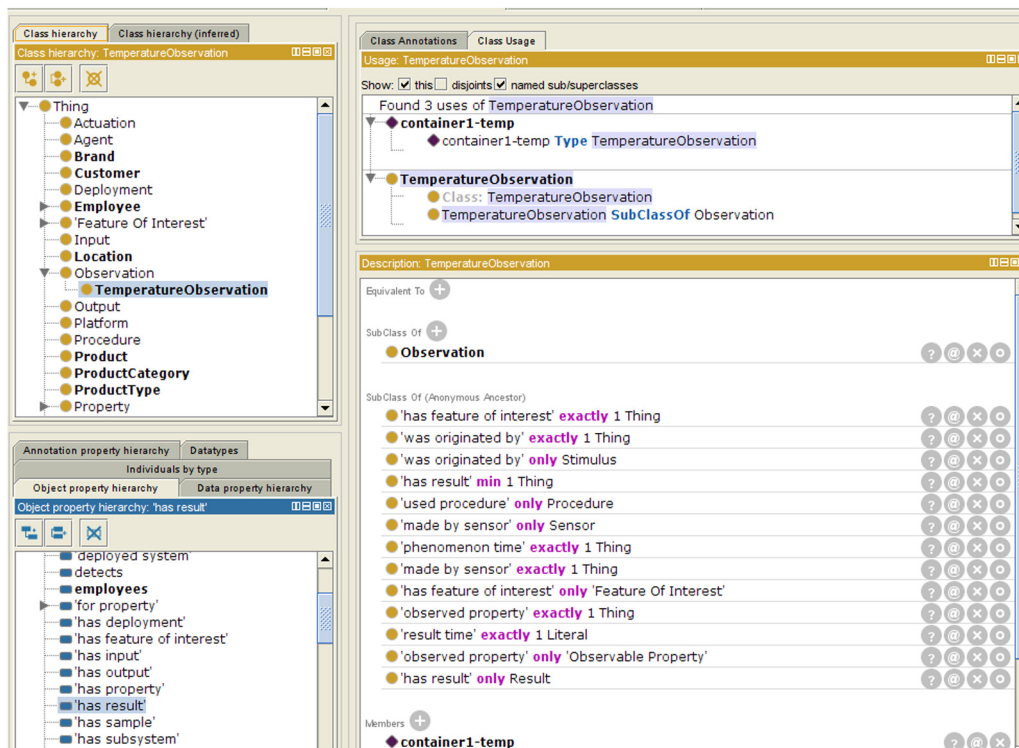 Class hierarchy
Class hierarchy (inferred)
Class hierarchy: TemperatureObservation
Thing
Actuation
Agent
Brand
Customer
Deployment
Employee
'Feature Of Interest'
Input
Location
Observation
TemperatureObservation
Output
Platform
Procedure
Product
ProductCategory
ProductType
Property
Annotation property hierarchy
Datatypes
Individuals by type
Object property hierarchy
Data property hierarchy
Object property hierarchy: 'has result'
'deployed system'
detects
employees
'for property'
'has deployment'
'has feature of interest'
'has input'
'has output'
'has property'
'has result'
'has sample'
'has subsystem'
Class Annotations
Class Usage
Usage: TemperatureObservation
Show: this disjoints named sub/superclasses
Found 3 uses of TemperatureObservation
container1-temp
container1-temp Type TemperatureObservation
TemperatureObservation
Class: TemperatureObservation
TemperatureObservation SubClassOf Observation
Description: TemperatureObservation
Equivalent To
SubClass Of
Observation
SubClass Of (Anonymous Ancestor)
'has feature of interest' exactly 1 Thing
'was originated by' exactly 1 Thing
'was originated by' only Stimulus
'has result' min 1 Thing
'used procedure' only Procedure
'made by sensor' only Sensor
'phenomenon time' exactly 1 Thing
'made by sensor' exactly 1 Thing
'has feature of interest' only 'Feature Of Interest'
'observed property' exactly 1 Thing
'result time' exactly 1 Literal
'observed property' only 'Observable Property'
'has result' only Result
Members
container1-temp